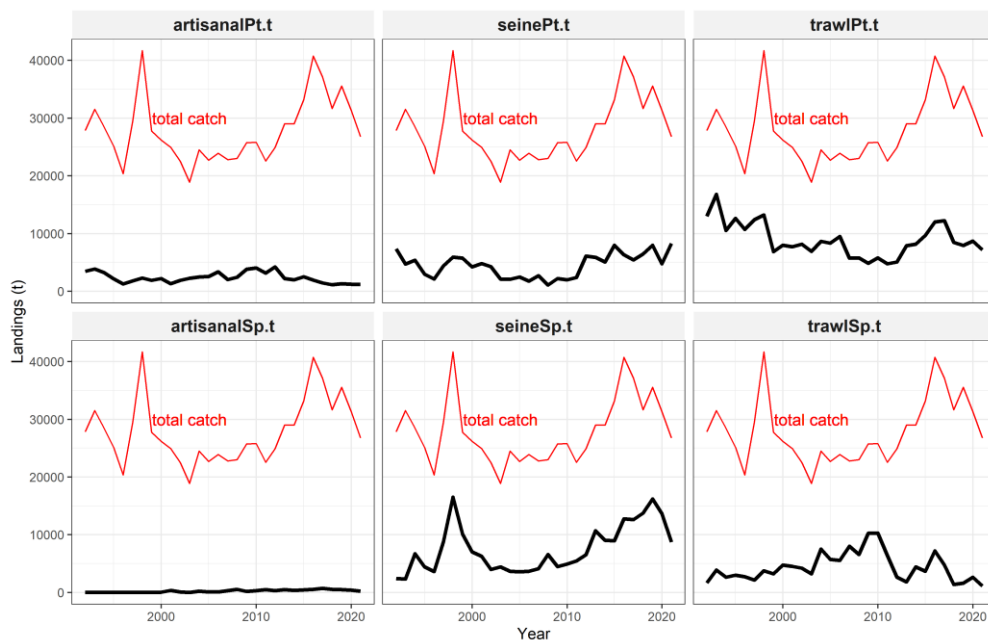 artisanalPt.t seinePt.t trawlPt.t
40000
total catch total catch total catch
30000
20000
10000
0
Landings (t)
artisanalSp.t seineSp.t trawlSp.t
40000
total catch total catch total catch
30000
20000
10000
0
2000 2010 2020 2000 2010 2020 2000 2010 2020
Year